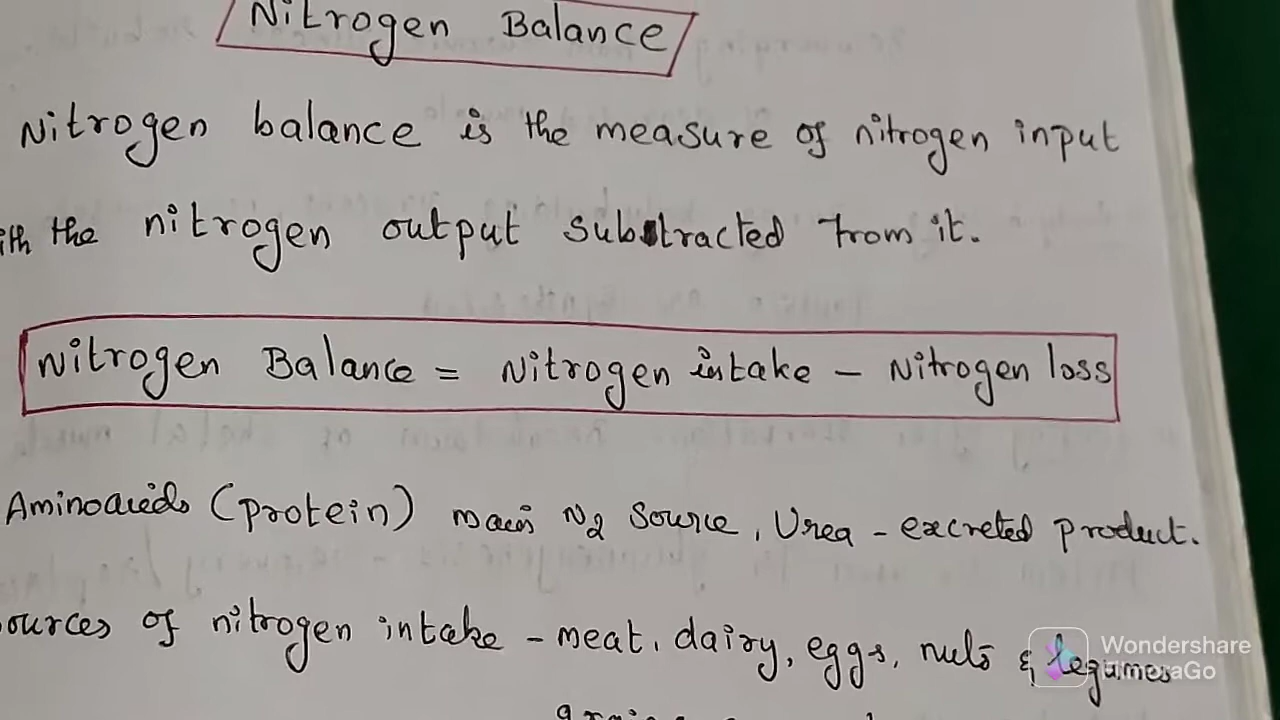 Nitrogen Balance
Nitrogen balance is the measure of nitrogen input
the nitrogen output substracted from it.
Nitrogen Balance = Nitrogen intake - Nitrogen loss
Aminoacids (protein) main N2 source, Urea - excreted product.
of nitrogen intake - meat, dairy, eggs, nuts & legumes
Wondershare
FilmoraGo